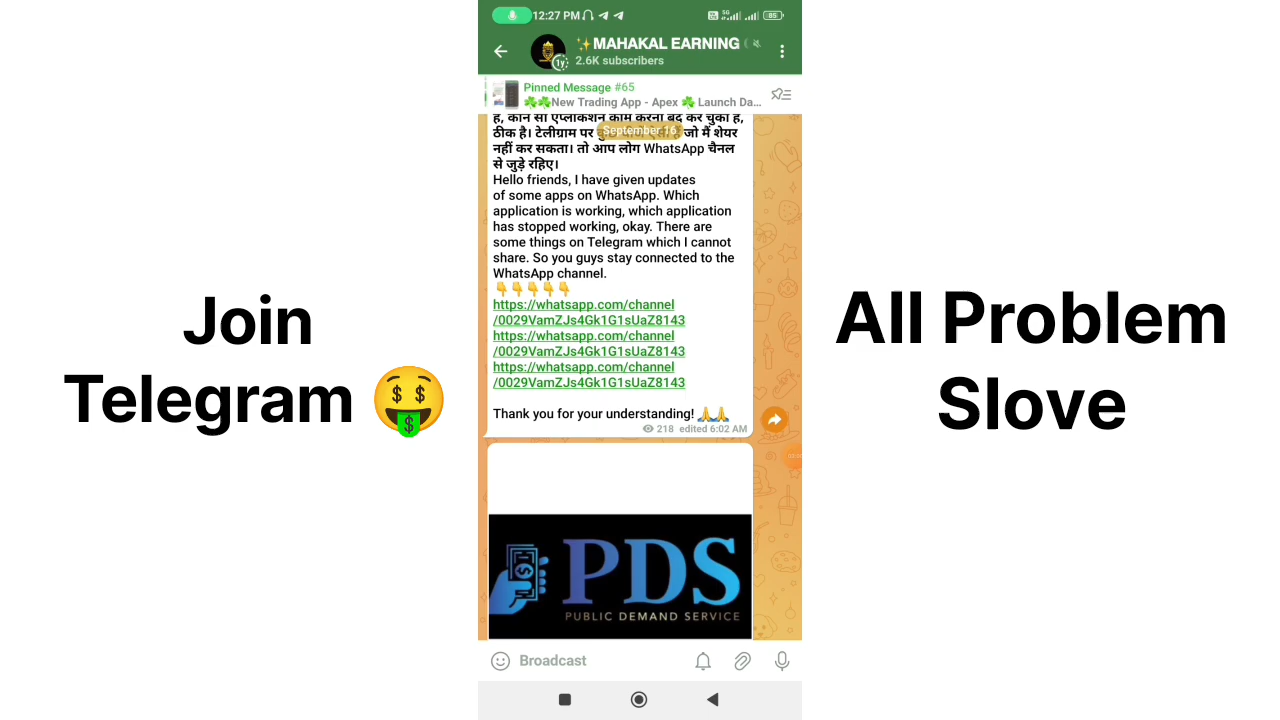 Join
Telegram 🤑
12:27 PM
5G
85
✨MAHAKAL EARNING
1y
2.6K subscribers
Pinned Message #65
☘️☘️New Trading App - Apex ☘️ Launch Da...
है, कौन सा एप्लीकेशन काम करना बंद कर चुका है,
September 16
ठीक है। टेलीग्राम पर जो मैं शेयर
नहीं कर सकता। तो आप लोग WhatsApp चैनल
से जुड़े रहिए।
Hello friends, I have given updates
of some apps on WhatsApp. Which
application is working, which application
has stopped working, okay. There are
some things on Telegram which I cannot
share. So you guys stay connected to the
WhatsApp channel.
👇👇👇👇👇
https://whatsapp.com/channel
/0029VamZJs4Gk1G1sUaZ8143
https://whatsapp.com/channel
/0029VamZJs4Gk1G1sUaZ8143
https://whatsapp.com/channel
/0029VamZJs4Gk1G1sUaZ8143
Thank you for your understanding! 🙏🙏
218 edited 6:02 AM
PDS
PUBLIC DEMAND SERVICE
Broadcast
All Problem
Slove